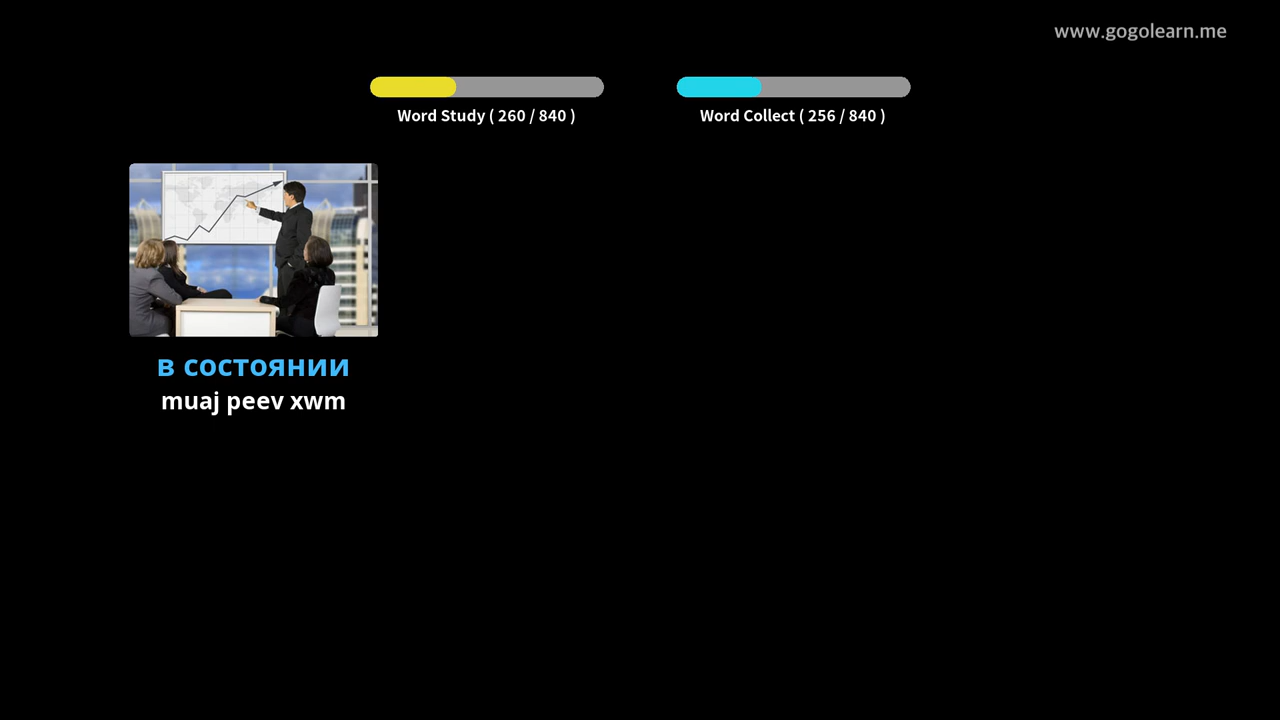 www.gogolearn.me
Word Study ( 260 / 840 )
Word Collect ( 256 / 840 )
в состоянии
muaj peev xwm